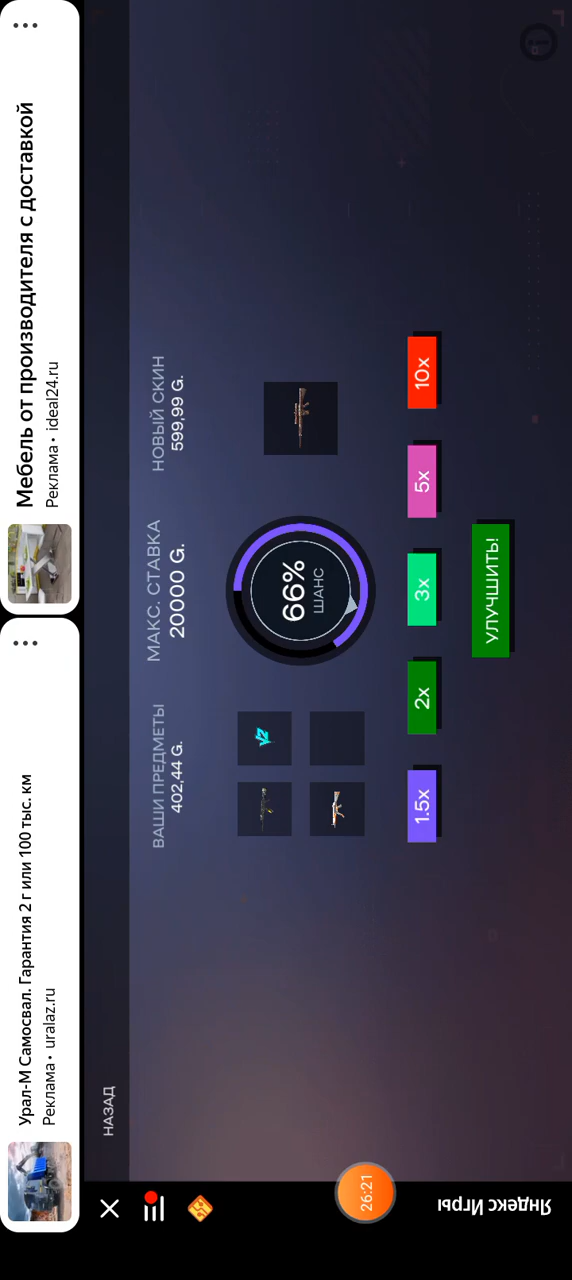 Урал-М Самосвал. Гарантия 2 г или 100 тыс. км
Реклама • uralaz.ru
Мебель от производителя с доставкой
Реклама • ideal24.ru
НАЗАД
ВАШИ ПРЕДМЕТЫ
402,44 G.
МАКС. СТАВКА
20000 G.
НОВЫЙ СКИН
599,99 G.
66%
ШАНС
1.5x
2x
3x
5x
10x
УЛУЧШИТЬ!
26:21
Яндекс Игры